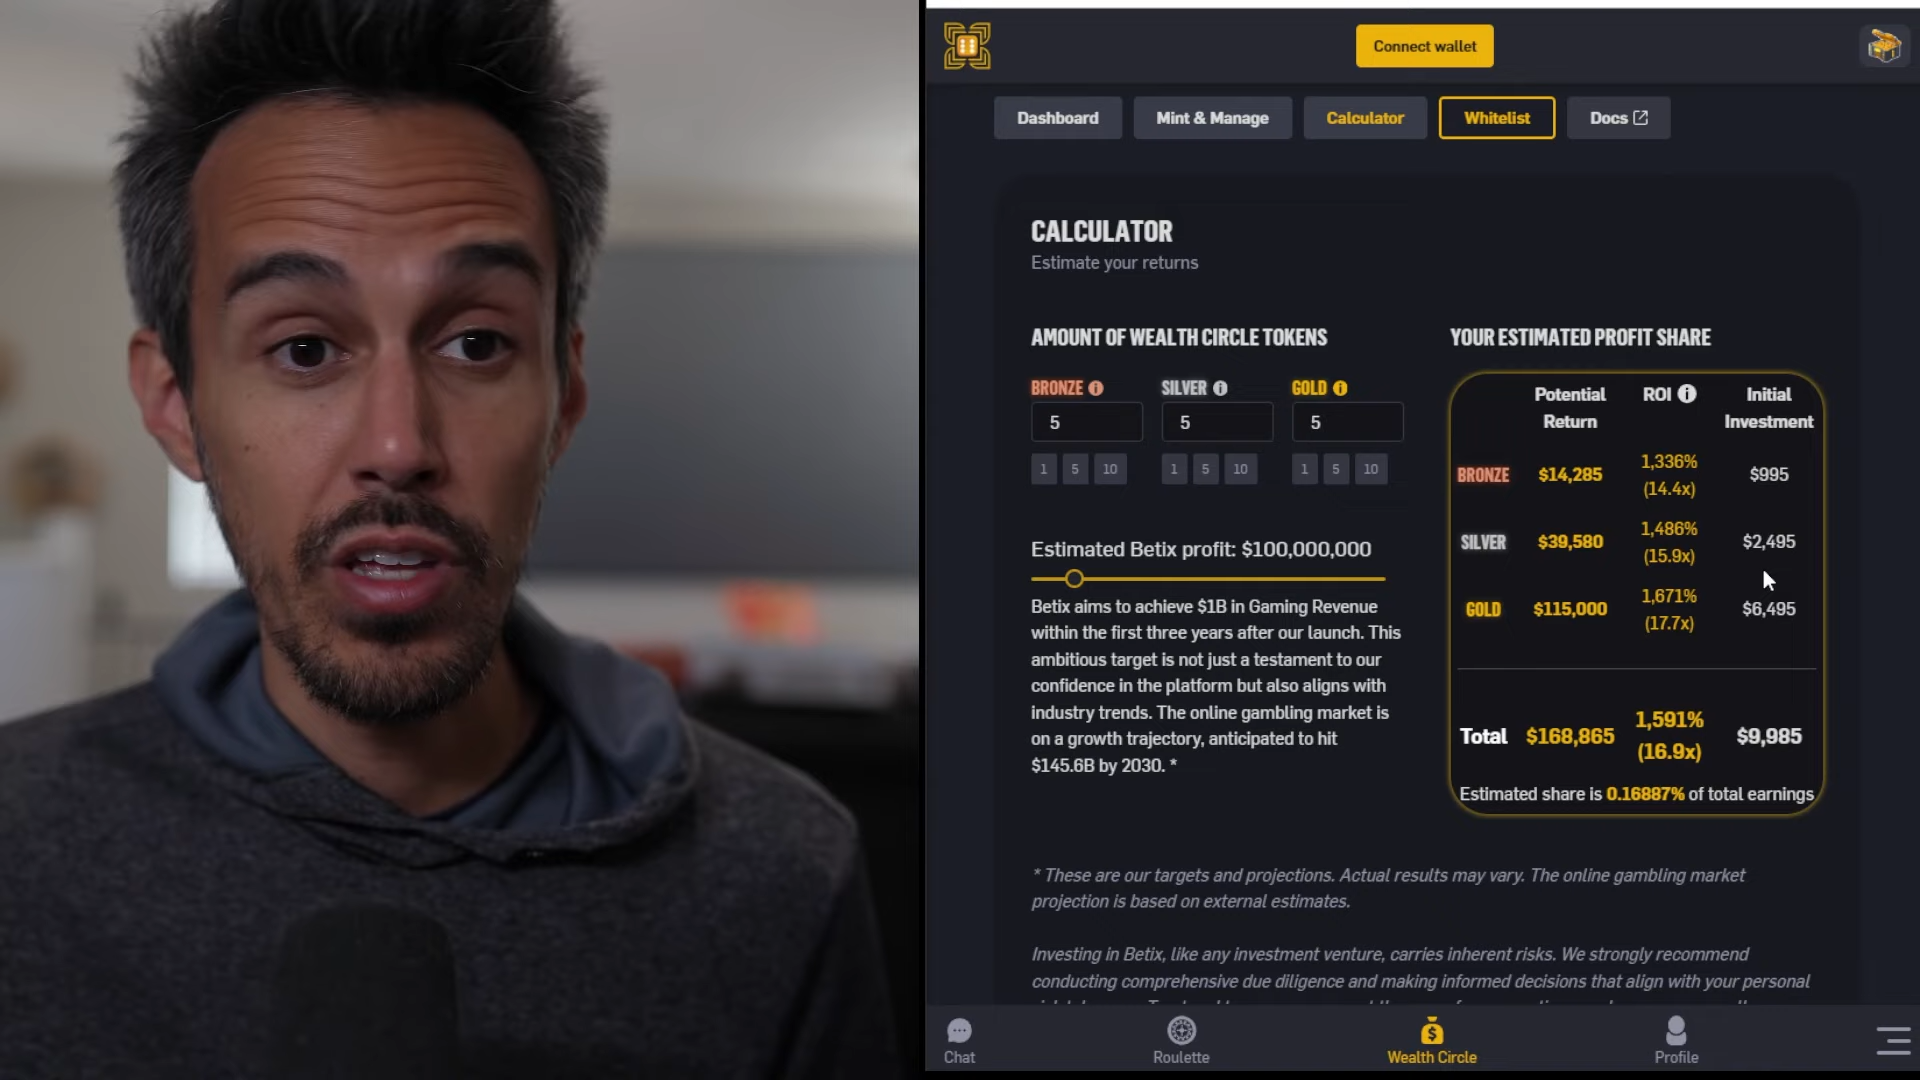 Connect wallet
Dashboard
Mint & Manage
Calculator
Whitelist
Docs
CALCULATOR
Estimate your returns
AMOUNT OF WEALTH CIRCLE TOKENS
BRONZE SILVER GOLD
5 5 5
1 5 10 1 5 10 1 5 10
Estimated Betix profit: $100,000,000
Betix aims to achieve $1B in Gaming Revenue
within the first three years after our launch. This
ambitious target is not just a testament to our
confidence in the platform but also aligns with
industry trends. The online gambling market is
on a growth trajectory, anticipated to hit
$145.6B by 2030. *
YOUR ESTIMATED PROFIT SHARE
Potential Return ROI Initial Investment
BRONZE $14,285 1,336% (14.4x) $995
SILVER $39,580 1,486% (15.9x) $2,495
GOLD $115,000 1,671% (17.7x) $6,495
Total $168,865 1,591% (16.9x) $9,985
Estimated share is 0.16887% of total earnings
* These are our targets and projections. Actual results may vary. The online gambling market
projection is based on external estimates.
Investing in Betix, like any investment venture, carries inherent risks. We strongly recommend
conducting comprehensive due diligence and making informed decisions that align with your personal
Chat
Roulette
Wealth Circle
Profile